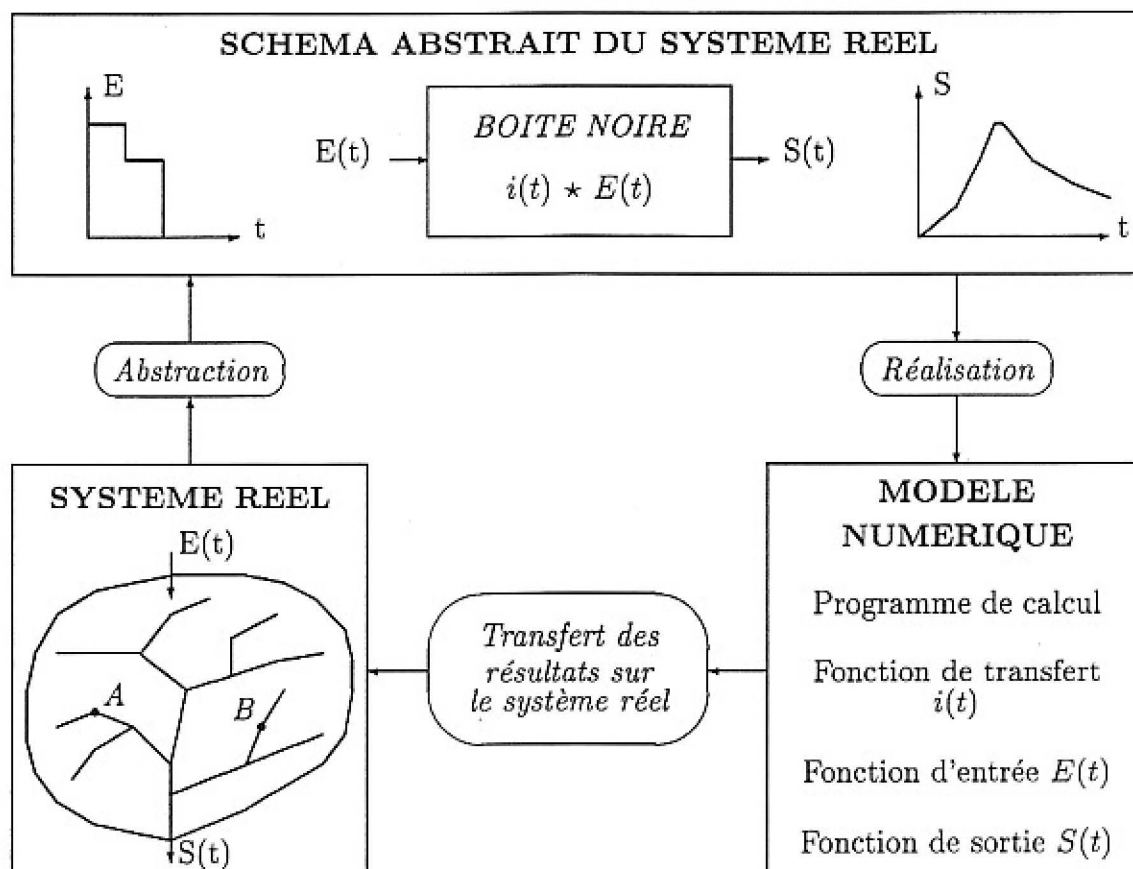 SCHEMA ABSTRAIT DU SYSTEME REEL
E
t
E(t)
BOITE NOIRE
i(t) ⋆ E(t)
S(t)
S
t
Abstraction
Réalisation
SYSTEME REEL
E(t)
A
B
S(t)
Transfert des
résultats sur
le système réel
MODELE
NUMERIQUE
Programme de calcul
Fonction de transfert
i(t)
Fonction d'entrée E(t)
Fonction de sortie S(t)